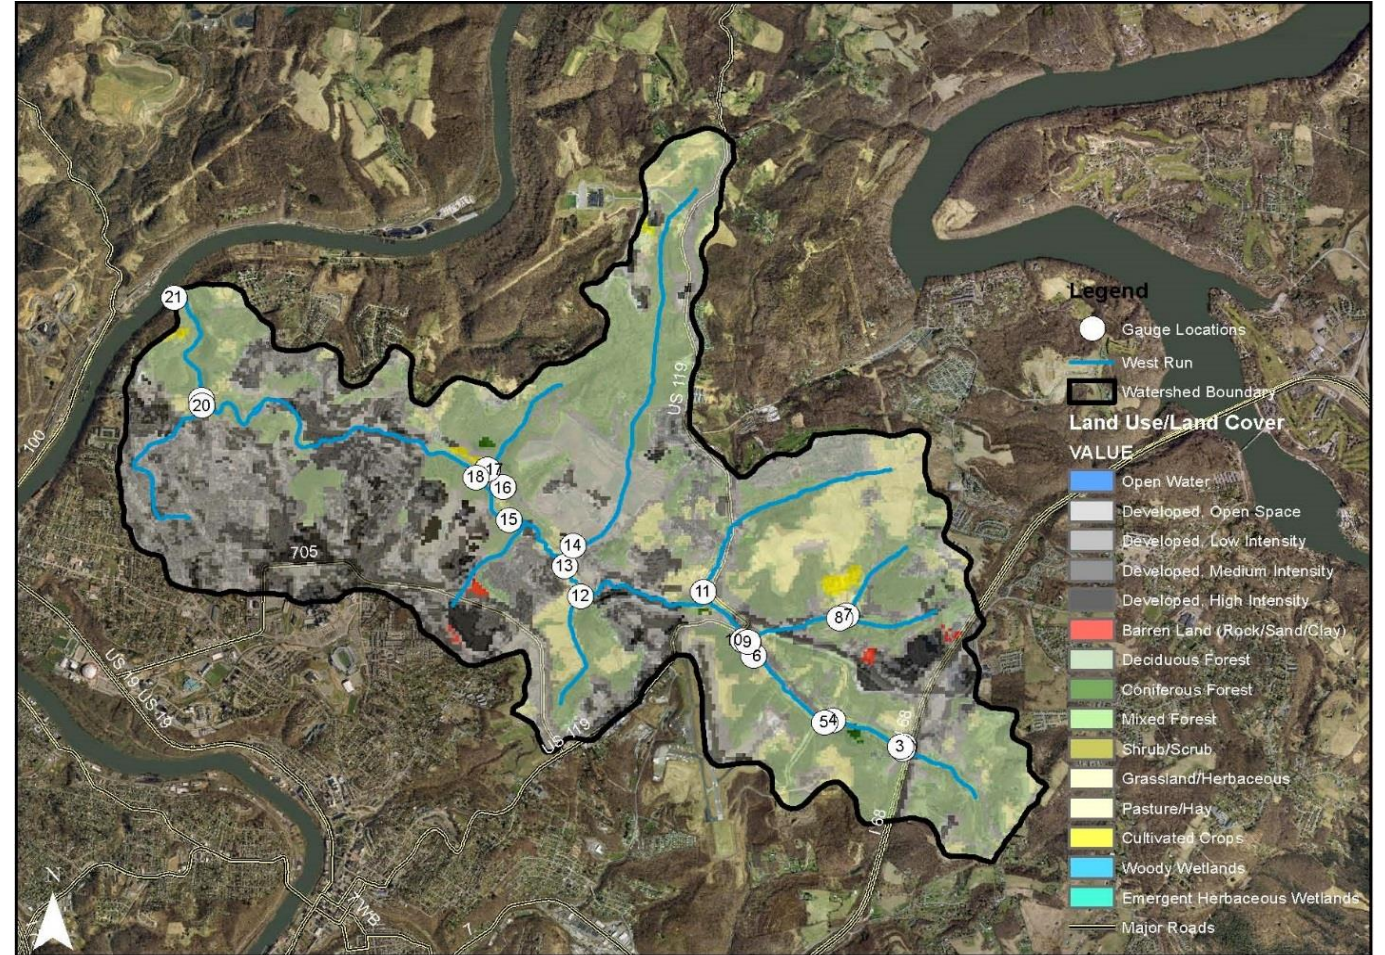 21
20
18
17
16
15
14
13
12
11
9
8
7
6
5
4
3
100
705
US 119
US 119
US 19 US 19
I 68
68
7
N
Legend
Gauge Locations
West Run
Watershed Boundary
Land Use/Land Cover
VALUE
Open Water
Developed, Open Space
Developed, Low Intensity
Developed, Medium Intensity
Developed, High Intensity
Barren Land (Rock/Sand/Clay)
Deciduous Forest
Coniferous Forest
Mixed Forest
Shrub/Scrub
Grassland/Herbaceous
Pasture/Hay
Cultivated Crops
Woody Wetlands
Emergent Herbaceous Wetlands
Major Roads